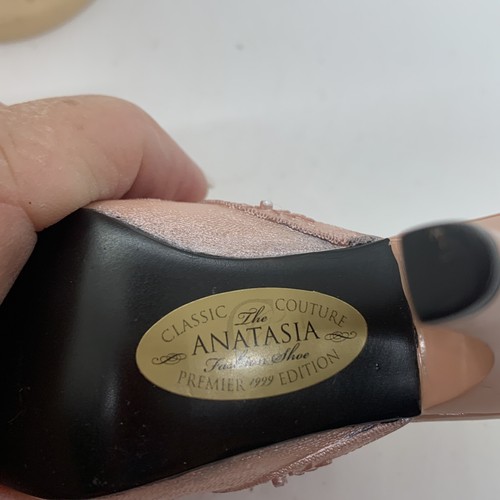 CLASSIC COUTURE
The
ANATASIA
Fashion Shoe
PREMIER 1999 EDITION